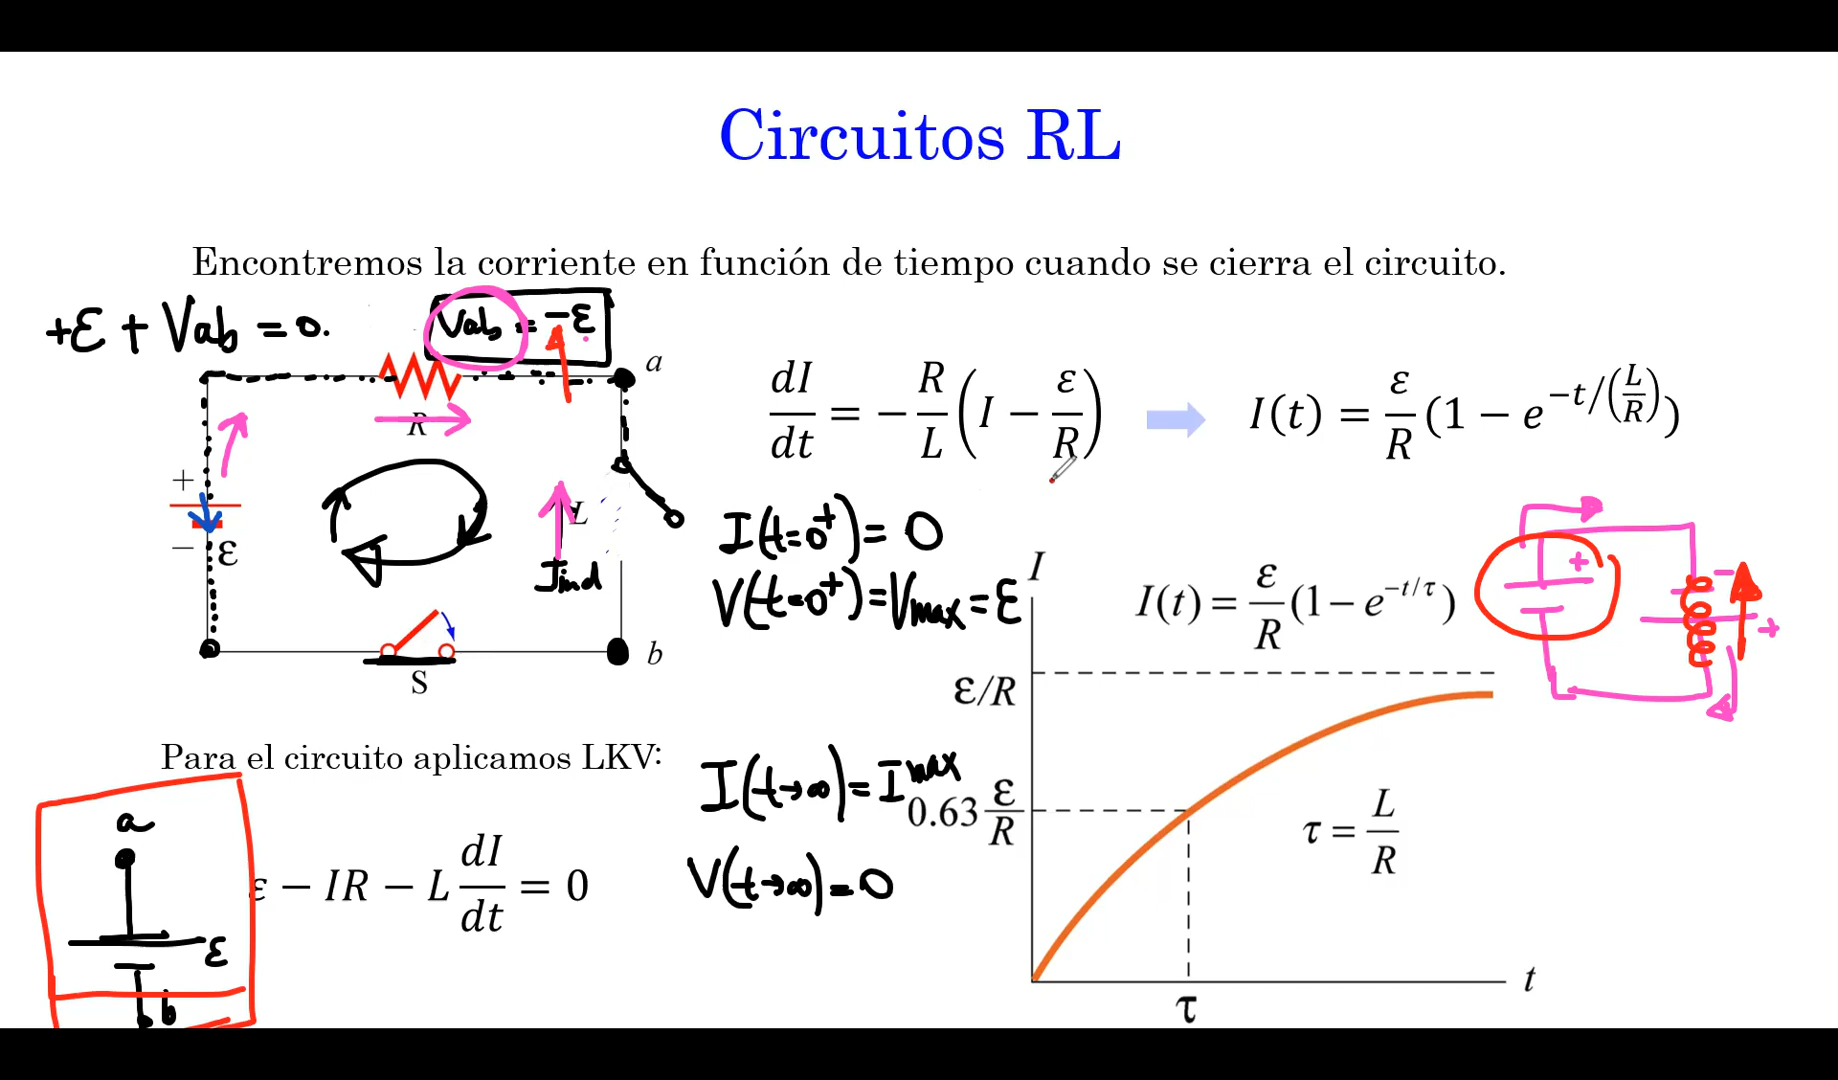 Circuitos RL
Encontremos la corriente en función de tiempo cuando se cierra el circuito.
+ε + Vab = 0.
Vab = -ε
a
R
+
−
ε
L
Iind
S
b
dI/dt = −R/L (I − ε/R)
I(t) = ε/R (1 − e^{−t/(L/R)})
I(t=0⁺) = 0
V(t=0⁺) = Vmax = ε
I
I(t) = ε/R (1 − e^{−t/τ})
+
−
+
ε/R
Para el circuito aplicamos LKV:
I(t→∞) = I max
0.63 ε/R
τ = L/R
a
ε − IR − L dI/dt = 0
V(t→∞) = 0
ε
b
t
τ